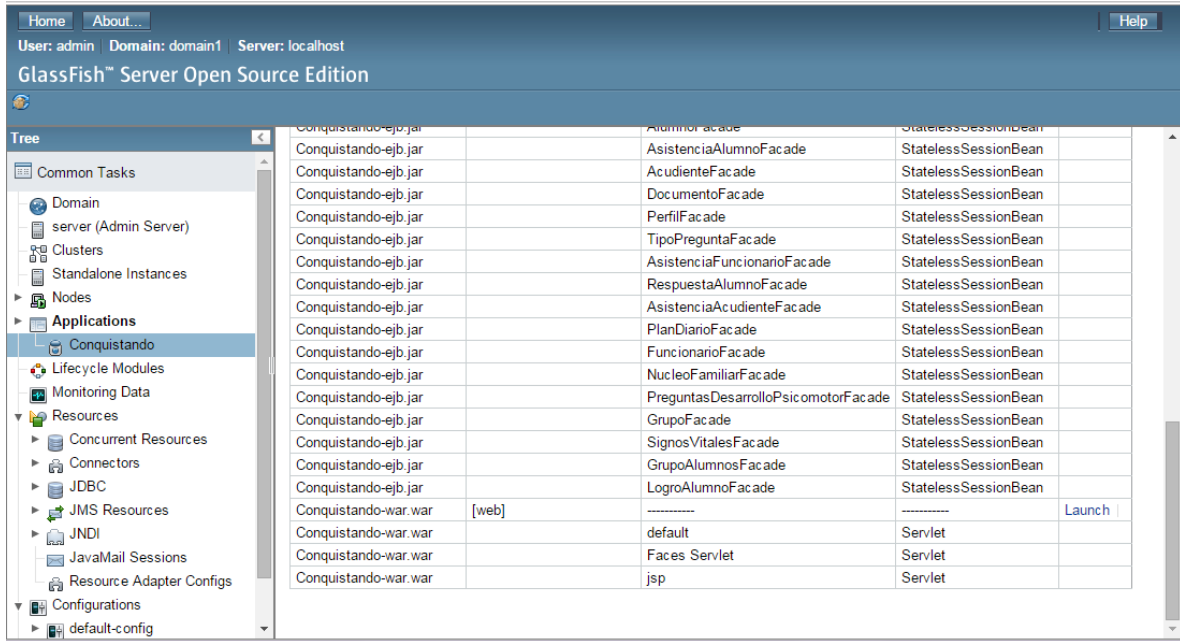 Home About... Help
User: admin Domain: domain1 Server: localhost
GlassFish™ Server Open Source Edition
Tree
Common Tasks
Domain
server (Admin Server)
Clusters
Standalone Instances
Nodes
Applications
Conquistando
Lifecycle Modules
Monitoring Data
Resources
Concurrent Resources
Connectors
JDBC
JMS Resources
JNDI
JavaMail Sessions
Resource Adapter Configs
Configurations
default-config
Conquistando-ejb.jar AlumnoFacade StatelessSessionBean
Conquistando-ejb.jar AsistenciaAlumnoFacade StatelessSessionBean
Conquistando-ejb.jar AcudienteFacade StatelessSessionBean
Conquistando-ejb.jar DocumentoFacade StatelessSessionBean
Conquistando-ejb.jar PerfilFacade StatelessSessionBean
Conquistando-ejb.jar TipoPreguntaFacade StatelessSessionBean
Conquistando-ejb.jar AsistenciaFuncionarioFacade StatelessSessionBean
Conquistando-ejb.jar RespuestaAlumnoFacade StatelessSessionBean
Conquistando-ejb.jar AsistenciaAcudienteFacade StatelessSessionBean
Conquistando-ejb.jar PlanDiarioFacade StatelessSessionBean
Conquistando-ejb.jar FuncionarioFacade StatelessSessionBean
Conquistando-ejb.jar NucleoFamiliarFacade StatelessSessionBean
Conquistando-ejb.jar PreguntasDesarrolloPsicomotorFacade StatelessSessionBean
Conquistando-ejb.jar GrupoFacade StatelessSessionBean
Conquistando-ejb.jar SignosVitalesFacade StatelessSessionBean
Conquistando-ejb.jar GrupoAlumnosFacade StatelessSessionBean
Conquistando-ejb.jar LogroAlumnoFacade StatelessSessionBean
Conquistando-war.war [web] ----------- ----------- Launch
Conquistando-war.war default Servlet
Conquistando-war.war Faces Servlet Servlet
Conquistando-war.war jsp Servlet